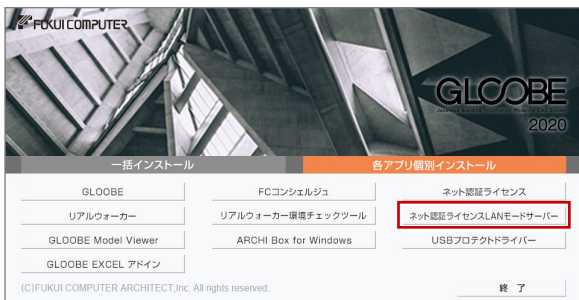 FUKUI COMPUTER
GLOOBE
2020
一括インストール
各アプリ個別インストール
GLOOBE
FCコンシェルジュ
ネット認証ライセンス
リアルウォーカー
リアルウォーカー環境チェックツール
ネット認証ライセンスLANモードサーバー
GLOOBE Model Viewer
ARCHI Box for Windows
USBプロテクトドライバー
GLOOBE EXCEL アドイン
(C)FUKUI COMPUTER ARCHITECT,Inc. All rights reserved.
終 了